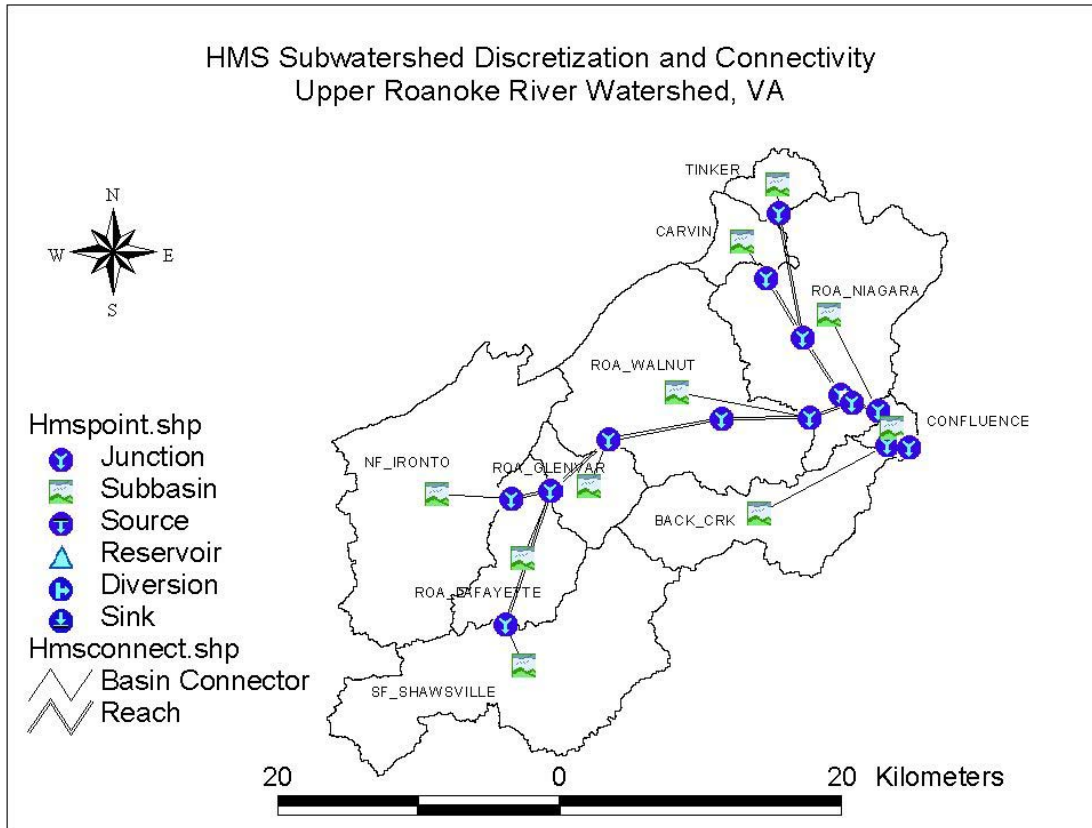 HMS Subwatershed Discretization and Connectivity
Upper Roanoke River Watershed, VA
N
W
E
S
TINKER
CARVIN
ROA_NIAGARA
ROA_WALNUT
CONFLUENCE
NF_IRONTO
ROA_GLENVAR
BACK_CRK
ROA_LAFAYETTE
SF_SHAWSVILLE
Hmspoint.shp
Junction
Subbasin
Source
Reservoir
Diversion
Sink
Hmsconnect.shp
Basin Connector
Reach
20 0 20 Kilometers